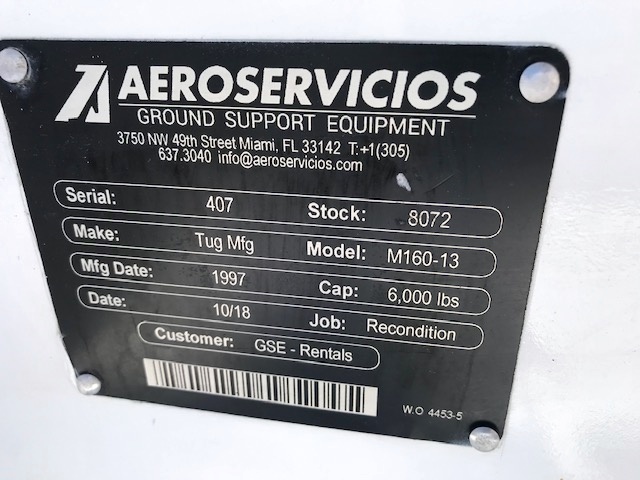 AEROSERVICIOS
GROUND SUPPORT EQUIPMENT
3750 NW 49th Street Miami, FL 33142 T:+1(305)
637.3040 info@aeroservicios.com
Serial: 407 Stock: 8072
Make: Tug Mfg Model: M160-13
Mfg Date: 1997 Cap: 6,000 lbs
Date: 10/18 Job: Recondition
Customer: GSE - Rentals
W.O 4453-5